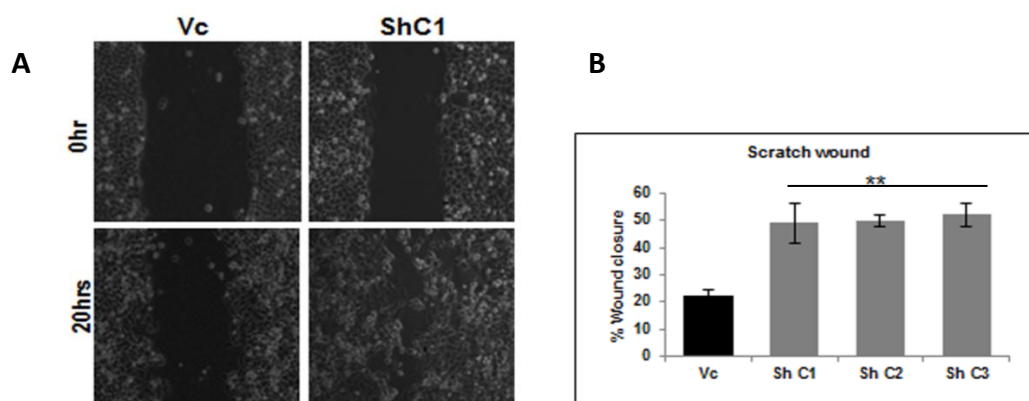 A
Vc ShC1
0hr
20hrs
B
Scratch wound
% Wound closure
60
50
40
30
20
10
0
**
Vc Sh C1 Sh C2 Sh C3